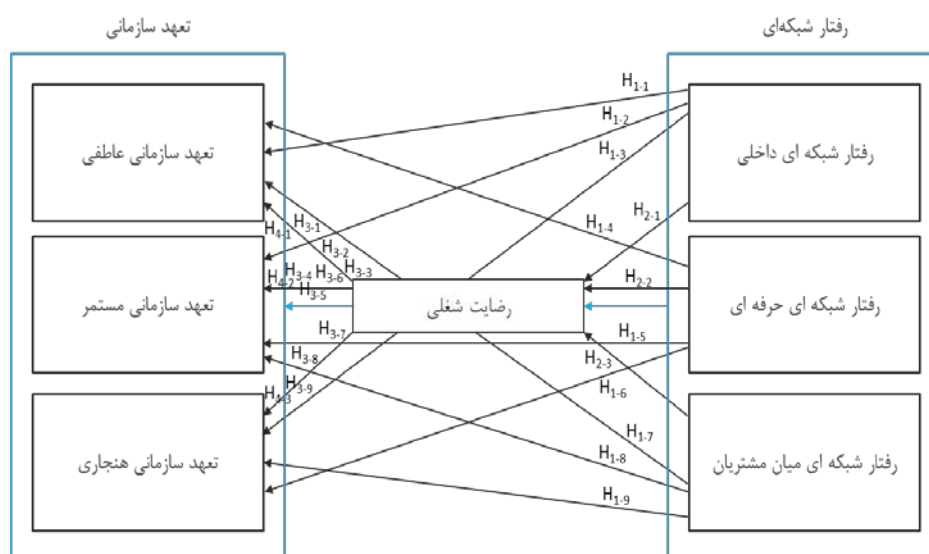 رفتار شبکه‌ای
تعهد سازمانی
رفتار شبکه ای داخلی
رفتار شبکه ای حرفه ای
رفتار شبکه ای میان مشتریان
رضایت شغلی
تعهد سازمانی عاطفی
تعهد سازمانی مستمر
تعهد سازمانی هنجاری
H1-1
H1-2
H1-3
H1-4
H2-1
H2-2
H1-5
H2-3
H1-6
H1-7
H1-8
H1-9
H3-1
H4-1
H3-2
H3-3
H3-4
H3-6
H4-2
H3-5
H3-7
H3-8
H3-9
H4-3